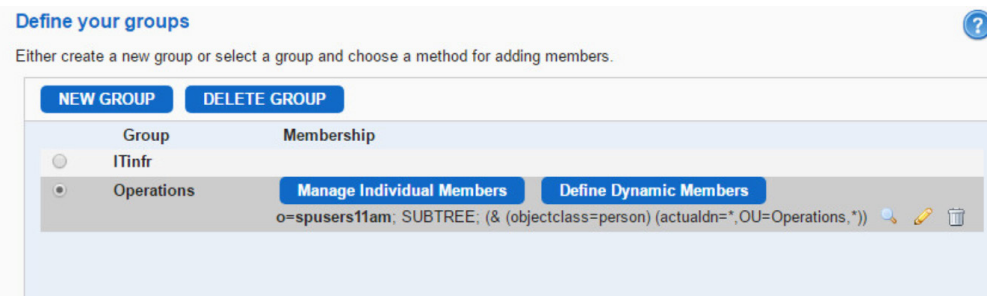 Define your groups
?
Either create a new group or select a group and choose a method for adding members.
NEW GROUP DELETE GROUP
Group Membership
ITinfr
Operations Manage Individual Members Define Dynamic Members
o=spusers11am; SUBTREE; (& (objectclass=person) (actualdn=*,OU=Operations,*))